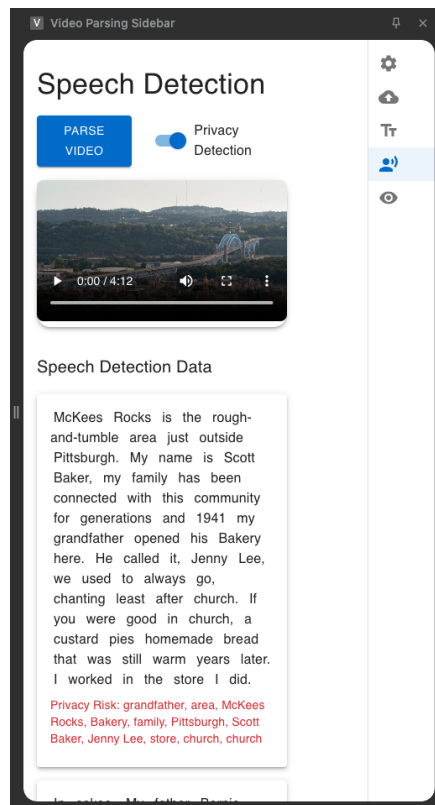 V Video Parsing Sidebar
Speech Detection
PARSE
VIDEO
Privacy
Detection
0:00 / 4:12
Speech Detection Data
McKees Rocks is the rough-
and-tumble area just outside
Pittsburgh. My name is Scott
Baker, my family has been
connected with this community
for generations and 1941 my
grandfather opened his Bakery
here. He called it, Jenny Lee,
we used to always go,
chanting least after church. If
you were good in church, a
custard pies homemade bread
that was still warm years later.
I worked in the store I did.
Privacy Risk: grandfather, area, McKees
Rocks, Bakery, family, Pittsburgh, Scott
Baker, Jenny Lee, store, church, church
Tт